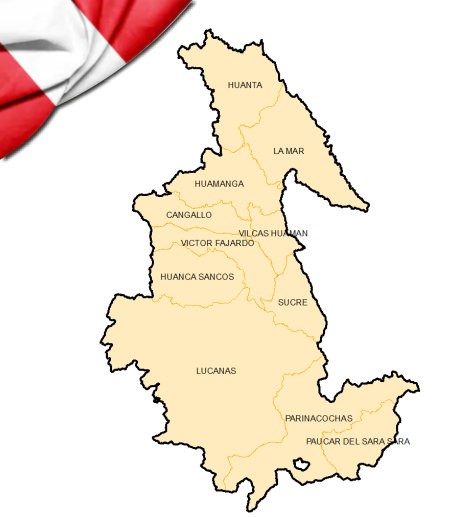 HUANTA
LA MAR
HUAMANGA
CANGALLO
VILCAS HUAMAN
VICTOR FAJARDO
HUANCA SANCOS
SUCRE
LUCANAS
PARINACOCHAS
PAUCAR DEL SARA SARA